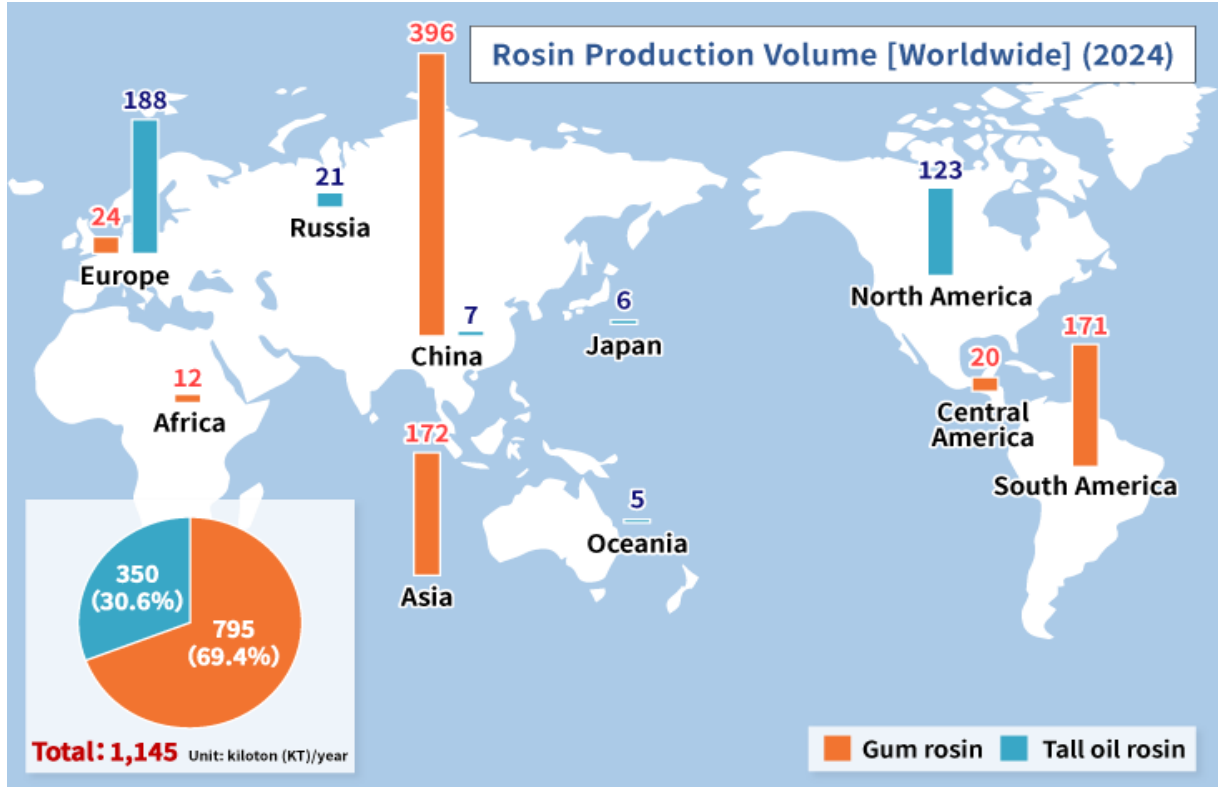 Rosin Production Volume [Worldwide] (2024)
396
188
21
Russia
24
Europe
7
China
6
Japan
123
North America
171
20
Central
America
South America
12
Africa
172
Asia
5
Oceania
350
(30.6%)
795
(69.4%)
Total: 1,145 Unit: kiloton (KT)/year
Gum rosin Tall oil rosin